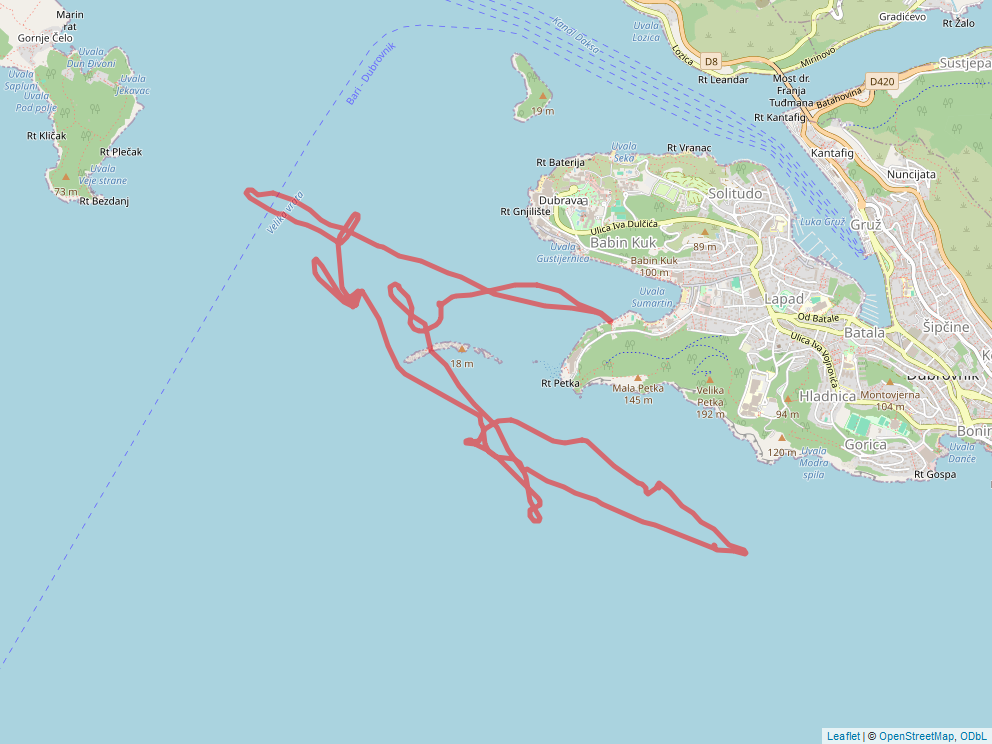 Marin
rat
Gornje Čelo
Uvala
Dun Đivoni
Uvala
Sapluni
Uvala
Jekavac
Uvala
Pod polje
Rt Kličak
Rt Plečak
Uvala
Veje strane
73 m
Rt Bezdanj
Velika vrata
Bari - Dubrovnik
Kanal Daksa
19 m
Gradićevo
Rt Žalo
Uvala
Lozica
Lozica
D8
Mirinovo
Sustjepa
Rt Leandar
Most dr.
Franja
Tuđmana
D420
Batahovina
Rt Kantafig
Kantafig
Nuncijata
Uvala
Seka
Rt Vranac
Rt Baterija
Dubrava
Solitudo
Rt Gnjilište
Ulica Iva Dulčića
Luka Gruž
Gruž
Babin Kuk
89 m
Uvala
Gustijernica
Babin Kuk
100 m
Uvala
Sumartin
Lapad
Od Batale
Batala
Šipčine
Ulica Iva Vojnovića
18 m
Rt Petka
Mala Petka
145 m
Velika
Petka
192 m
Dubrovnik
Montovjerna
104 m
Hladnica
94 m
Gorica
Bonin
Uvala
Danče
120 m
Uvala
Modra
spila
Rt Gospa
Leaflet | © OpenStreetMap, ODbL